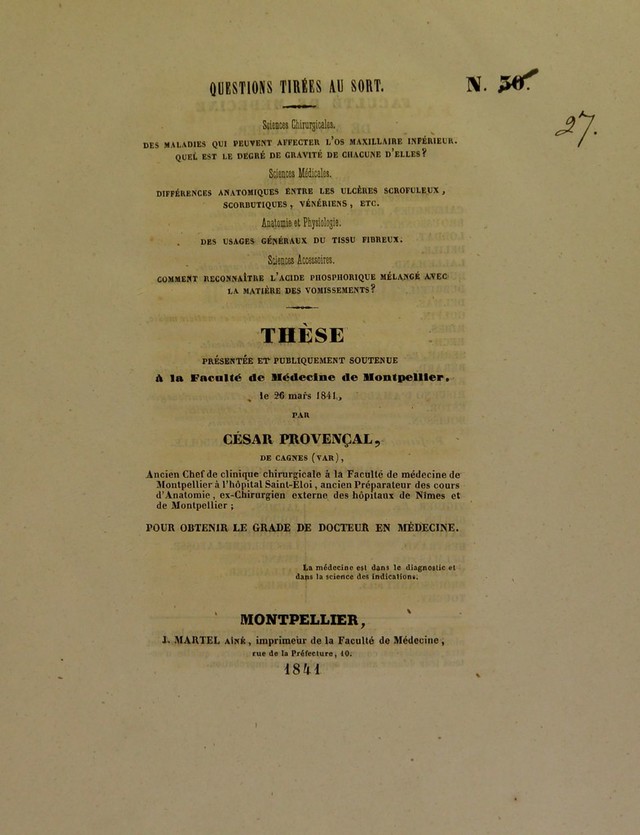 QUESTIONS TIRÉES AU SORT.
N. 30.
27.
Sciences Chirurgicales.
DES MALADIES QUI PEUVENT AFFECTER L'OS MAXILLAIRE INFÉRIEUR.
QUEL EST LE DEGRÉ DE GRAVITÉ DE CHACUNE D'ELLES?
Sciences Médicales.
DIFFÉRENCES ANATOMIQUES ENTRE LES ULCÈRES SCROFULEUX,
SCORBUTIQUES, VÉNÉRIENS, ETC.
Anatomie et Physiologie.
DES USAGES GÉNÉRAUX DU TISSU FIBREUX.
Sciences Accessoires.
COMMENT RECONNAÎTRE L'ACIDE PHOSPHORIQUE MÉLANGÉ AVEC
LA MATIÈRE DES VOMISSEMENTS?
THÈSE
PRÉSENTÉE ET PUBLIQUEMENT SOUTENUE
À la Faculté de Médecine de Montpellier,
le 26 mars 1841,
PAR
CÉSAR PROVENÇAL,
DE CAGNES (VAR),
Ancien Chef de clinique chirurgicale à la Faculté de médecine de
Montpellier à l'hôpital Saint-Éloi, ancien Préparateur des cours
d'Anatomie, ex-Chirurgien externe des hôpitaux de Nîmes et
de Montpellier;
POUR OBTENIR LE GRADE DE DOCTEUR EN MÉDECINE.
La médecine est dans le diagnostic et
dans la science des indications.
MONTPELLIER,
J. MARTEL AÎNÉ, imprimeur de la Faculté de Médecine,
rue de la Préfecture, 10.
1841